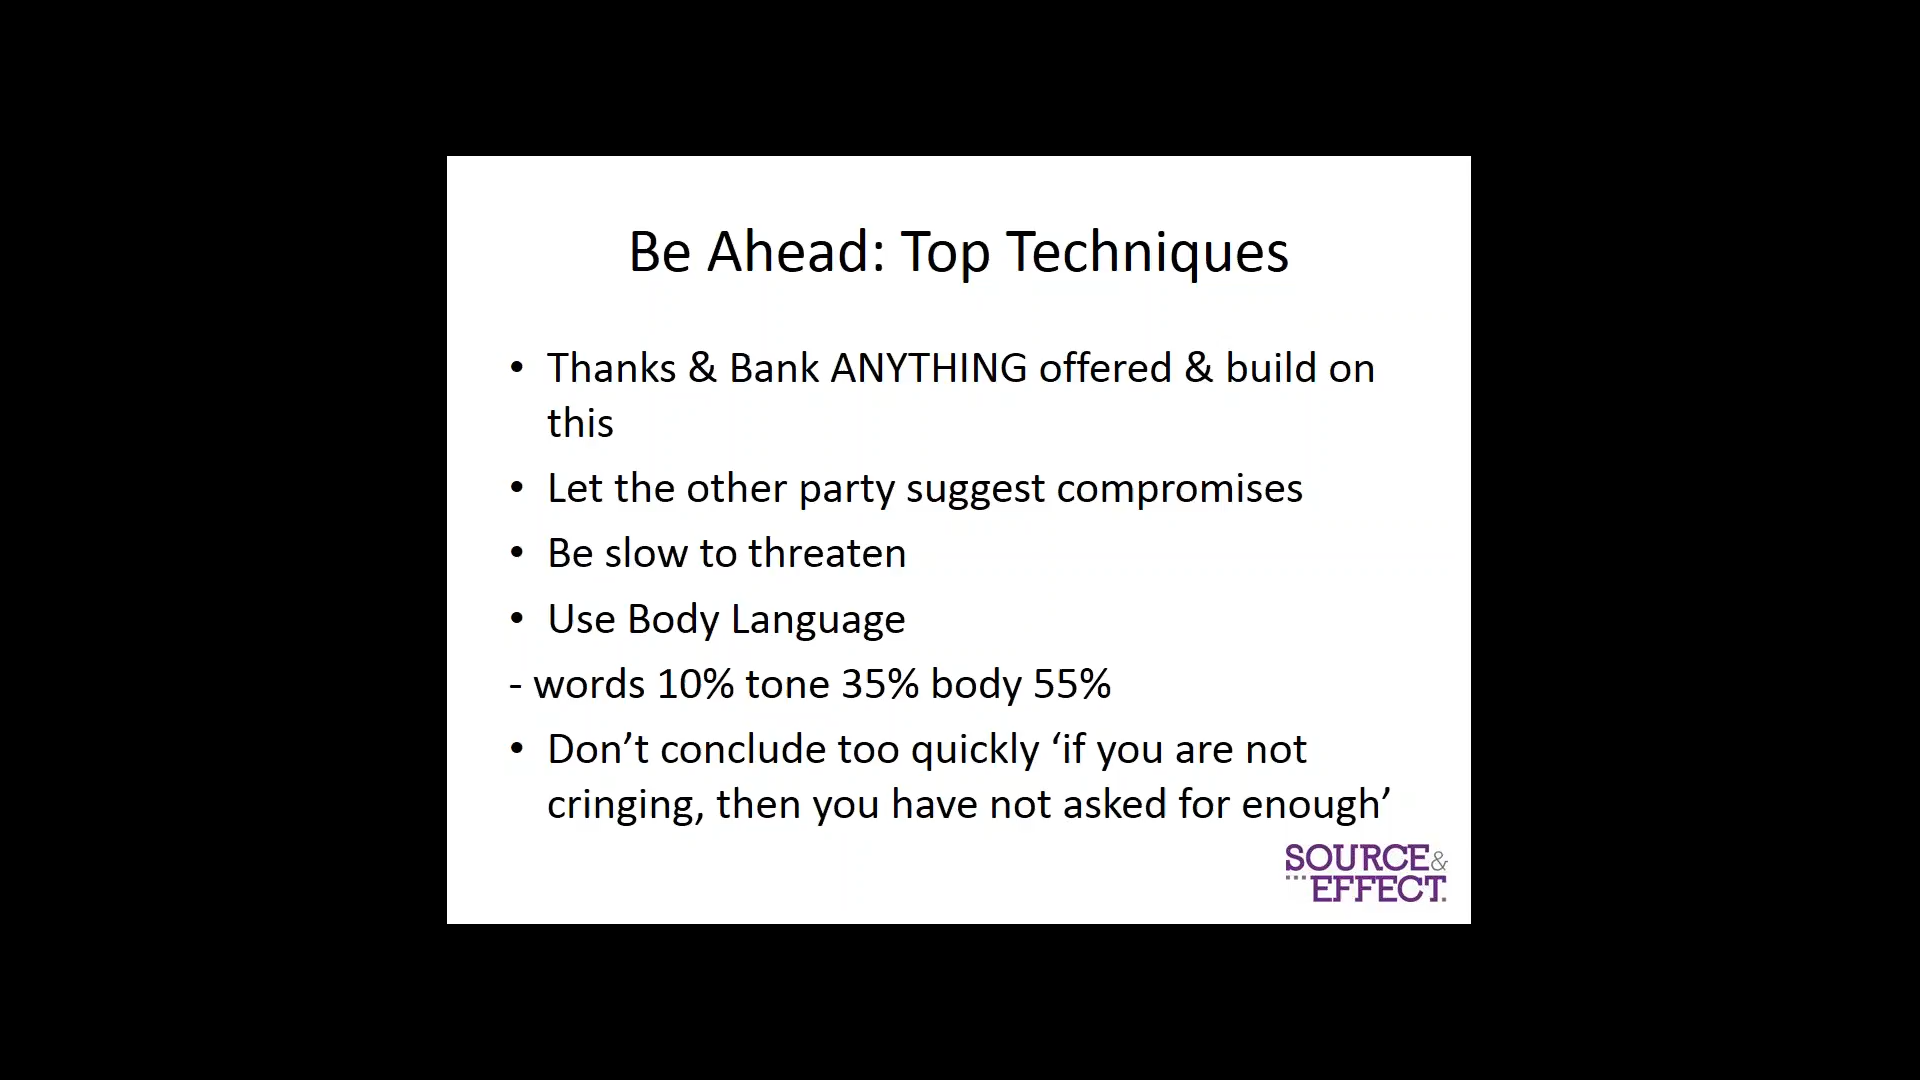 Be Ahead: Top Techniques
• Thanks & Bank ANYTHING offered & build on
this
• Let the other party suggest compromises
• Be slow to threaten
• Use Body Language
- words 10% tone 35% body 55%
• Don’t conclude too quickly ‘if you are not
cringing, then you have not asked for enough’
SOURCE&
EFFECT.